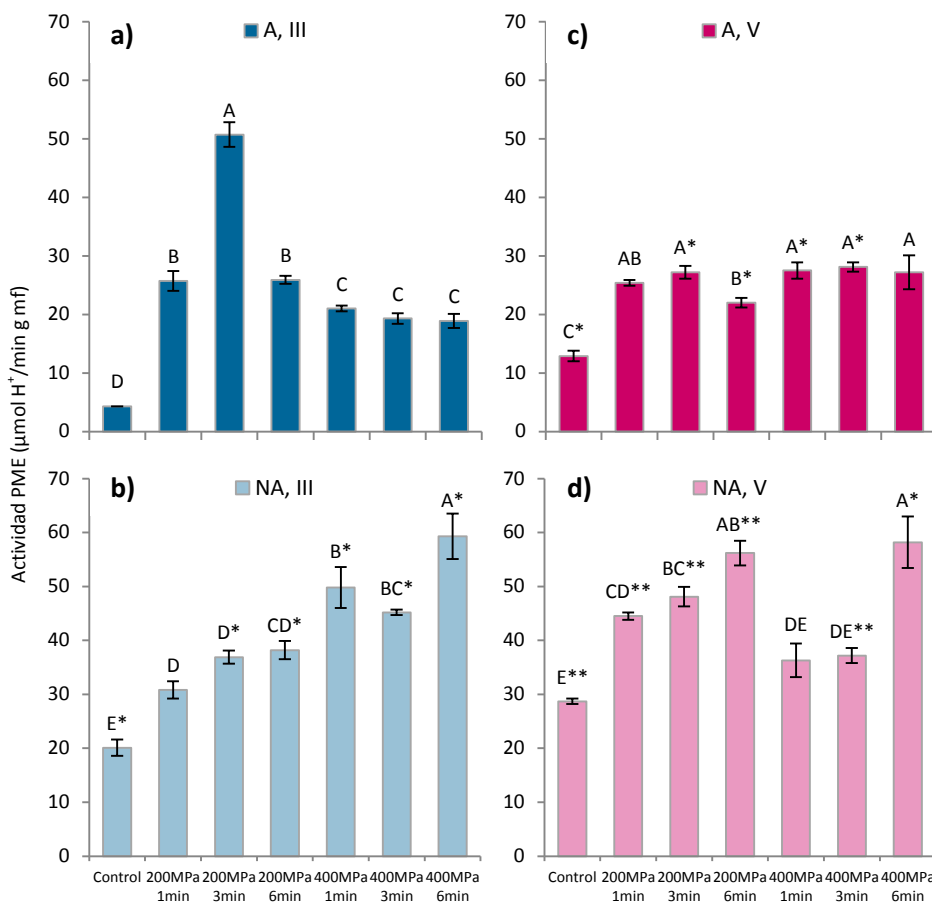 Actividad PME (µmol H⁺/min g mf)
a)
A, III
70
60
50
40
30
20
10
0
D
B
A
B
C
C
C
c)
A, V
70
60
50
40
30
20
10
0
C*
AB
A*
B*
A*
A*
A
b)
NA, III
70
60
50
40
30
20
10
0
E*
D
D*
CD*
B*
BC*
A*
Control 200MPa 200MPa 200MPa 400MPa 400MPa 400MPa
1min 3min 6min 1min 3min 6min
d)
NA, V
70
60
50
40
30
20
10
0
E**
CD**
BC**
AB**
DE
DE**
A*
Control 200MPa 200MPa 200MPa 400MPa 400MPa 400MPa
1min 3min 6min 1min 3min 6min